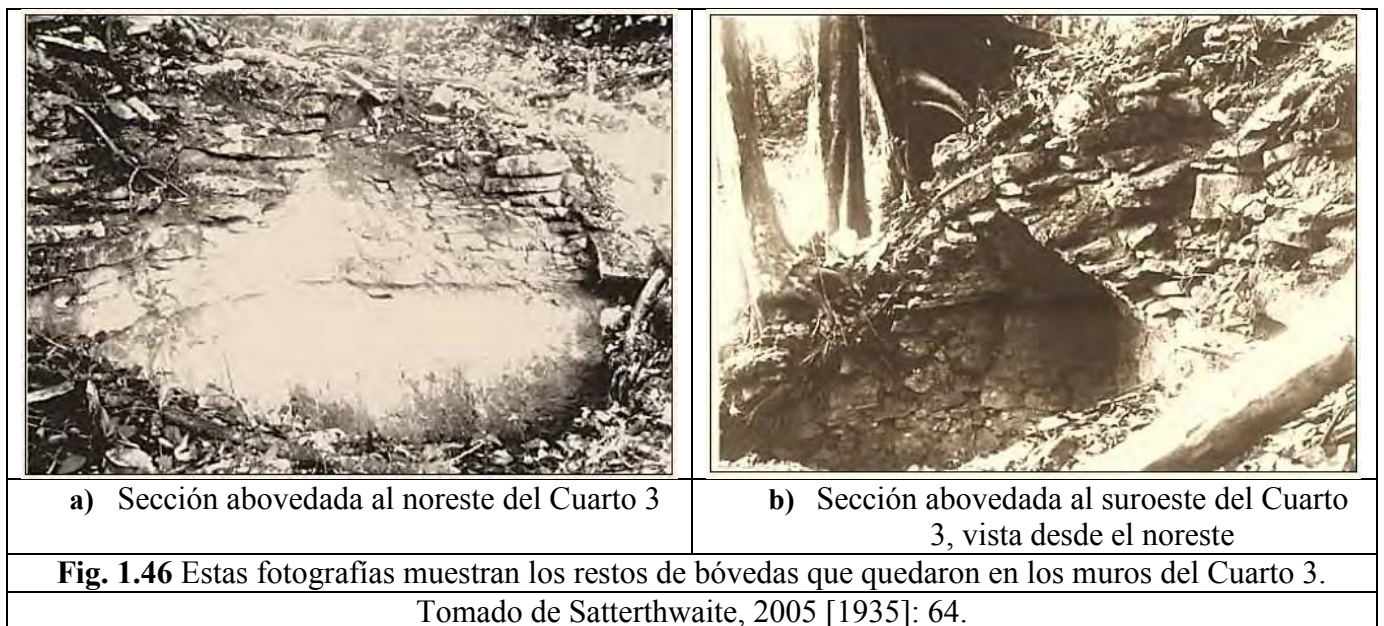 a) Sección abovedada al noreste del Cuarto 3
b) Sección abovedada al suroeste del Cuarto
3, vista desde el noreste
Fig. 1.46 Estas fotografías muestran los restos de bóvedas que quedaron en los muros del Cuarto 3.
Tomado de Satterthwaite, 2005 [1935]: 64.